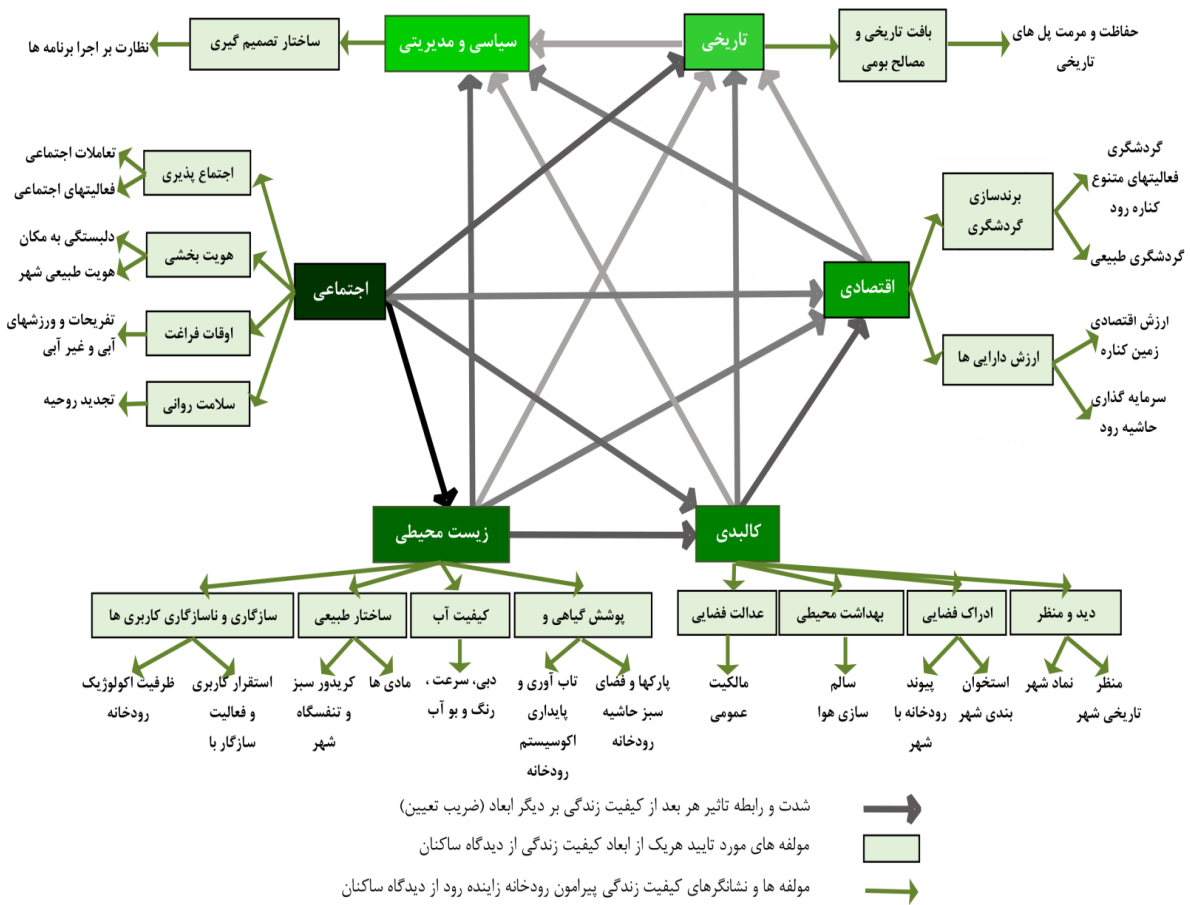 ساختار تصمیم گیری
سیاسی و مدیریتی
تاریخی
بافت تاریخی و
مصالح بومی
حفاظت و مرمت پل های
تاریخی
نظارت بر اجرا برنامه ها
گردشگری
فعالیتهای متنوع
کناره رود
گردشگری طبیعی
برندسازی
گردشگری
اقتصادی
ارزش دارایی ها
ارزش اقتصادی
زمین کناره
سرمایه گذاری
حاشیه رود
اجتماعی
اجتماع پذیری
تعاملات اجتماعی
فعالیتهای اجتماعی
هویت بخشی
دلبستگی به مکان
هویت طبیعی شهر
اوقات فراغت
تفریحات و ورزشهای
آبی و غیر آبی
سلامت روانی
تجدید روحیه
کالبدی
زیست محیطی
دید و منظر
ادراک فضایی
بهداشت محیطی
عدالت فضایی
پوشش گیاهی و
کیفیت آب
ساختار طبیعی
سازگاری و ناسازگاری کاربری ها
منظر
تاریخی شهر
نماد شهر
استخوان
بندی شهر
پیوند
رودخانه با
شهر
سالم
سازی هوا
مالکیت
عمومی
پارکها و فضای
سبز حاشیه
رودخانه
تاب آوری و
پایداری
اکوسیستم
رودخانه
دبی، سرعت ،
رنگ و بو آب
مادی ها
کریدور سبز
و تنفسگاه
شهر
استقرار کاربری
و فعالیت
سازگار با
ظرفیت اکولوژیک
رودخانه
شدت و رابطه تاثیر هر بعد از کیفیت زندگی بر دیگر ابعاد (ضریب تعیین)
مولفه های مورد تایید هریک از ابعاد کیفیت زندگی از دیدگاه ساکنان
مولفه ها و نشانگرهای کیفیت زندگی پیرامون رودخانه زاینده رود از دیدگاه ساکنان